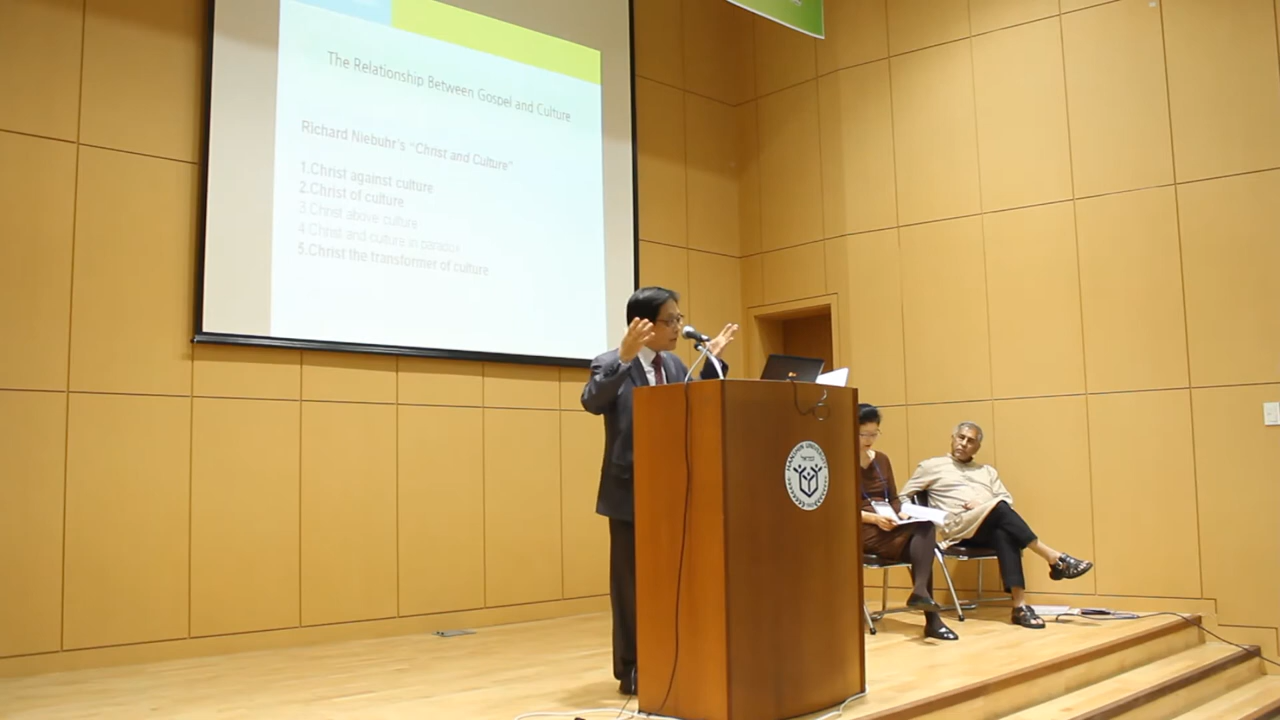 The Relationship Between Gospel and Culture
Richard Niebuhr's "Christ and Culture"
1.Christ against culture
2.Christ of culture
3.Christ above culture
4.Christ and culture in paradox
5.Christ the transformer of culture
UNIVERSITY